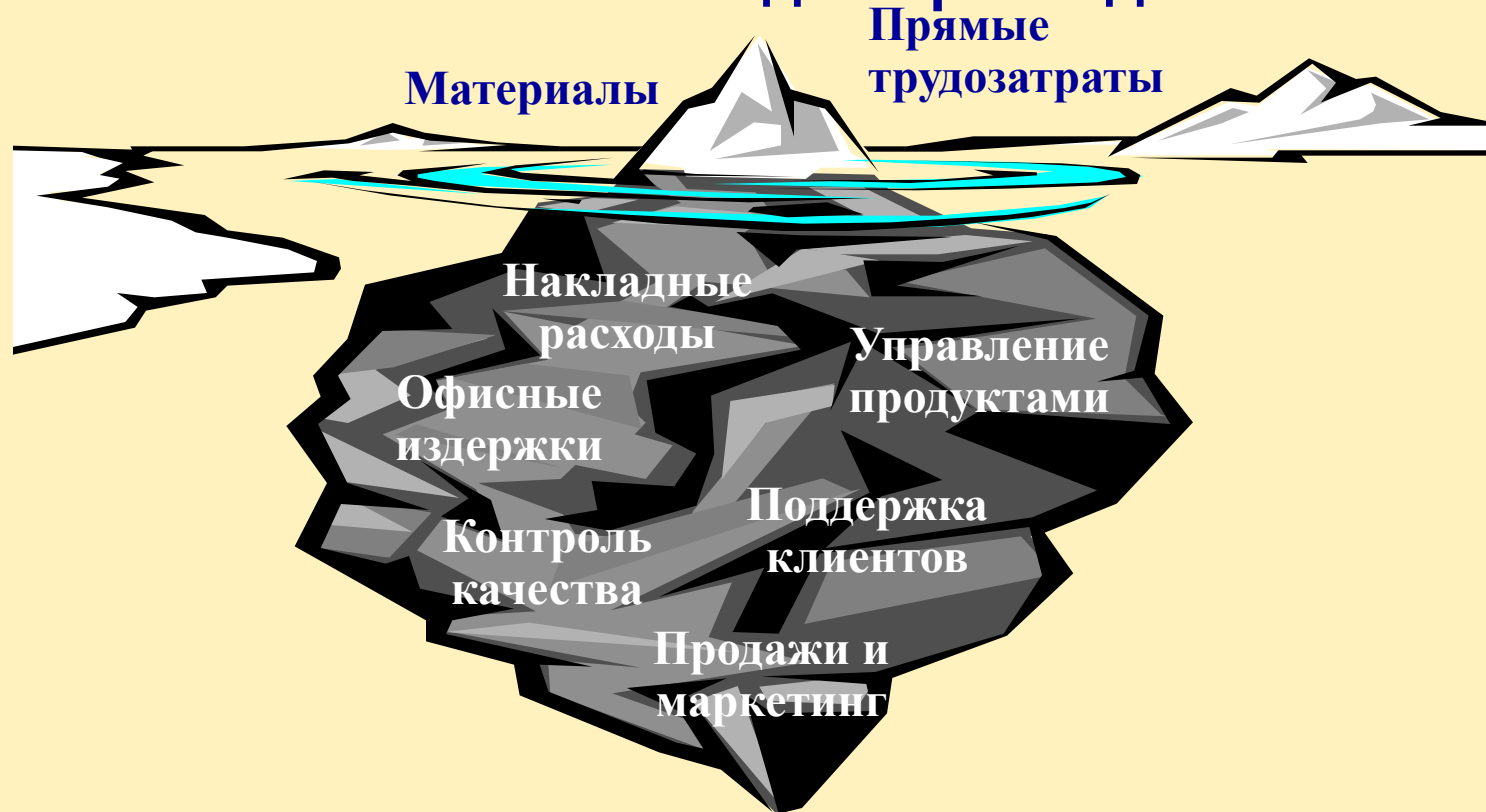 Прямые
трудозатраты
Материалы
Накладные
расходы
Управление
продуктами
Офисные
издержки
Поддержка
клиентов
Контроль
качества
Продажи и
маркетинг